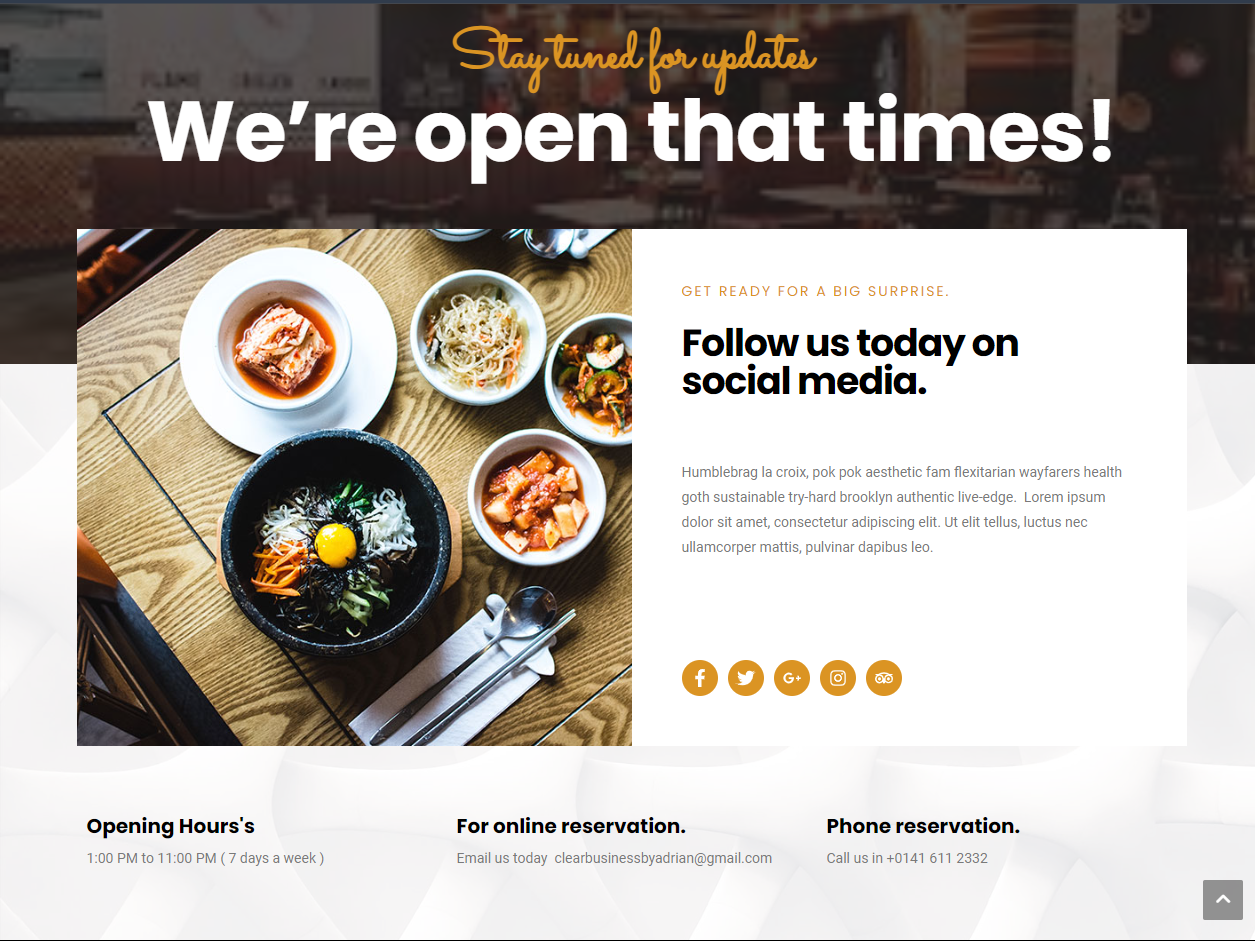 Stay tuned for updates
We’re open that times!
GET READY FOR A BIG SURPRISE.
Follow us today on
social media.
Humblebrag la croix, pok pok aesthetic fam flexitarian wayfarers health
goth sustainable try-hard brooklyn authentic live-edge.  Lorem ipsum
dolor sit amet, consectetur adipiscing elit. Ut elit tellus, luctus nec
ullamcorper mattis, pulvinar dapibus leo.
Opening Hours's
1:00 PM to 11:00 PM ( 7 days a week )
For online reservation.
Email us today  clearbusinessbyadrian@gmail.com
Phone reservation.
Call us in +0141 611 2332